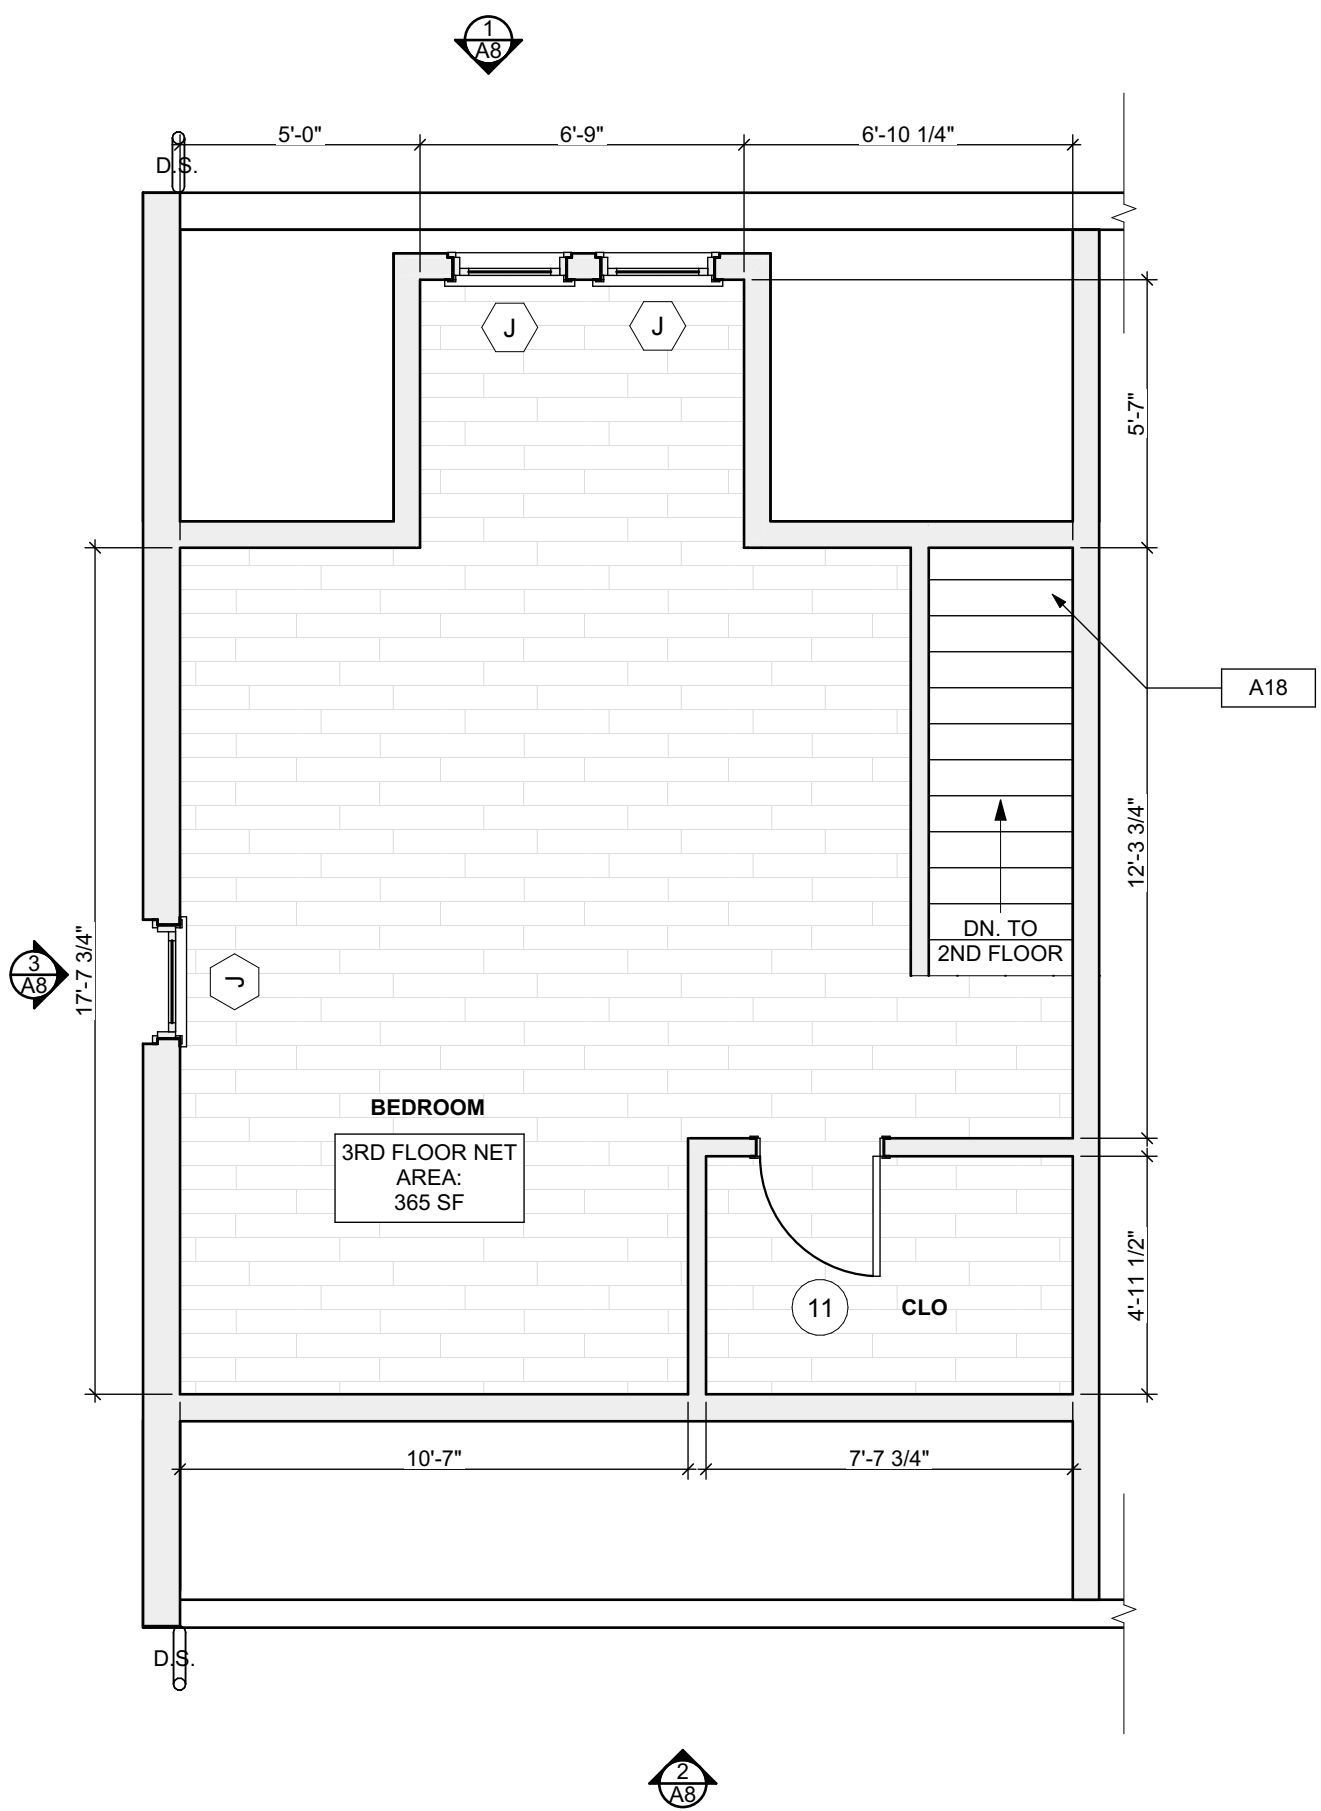 1
A8
5'-0"
6'-9"
6'-10 1/4"
D.S.
J
J
5'-7"
A18
12'-3 3/4"
DN. TO
2ND FLOOR
17'-7 3/4"
3
A8
J
BEDROOM
3RD FLOOR NET
AREA:
365 SF
4'-11 1/2"
11
CLO
10'-7"
7'-7 3/4"
D.S.
2
A8